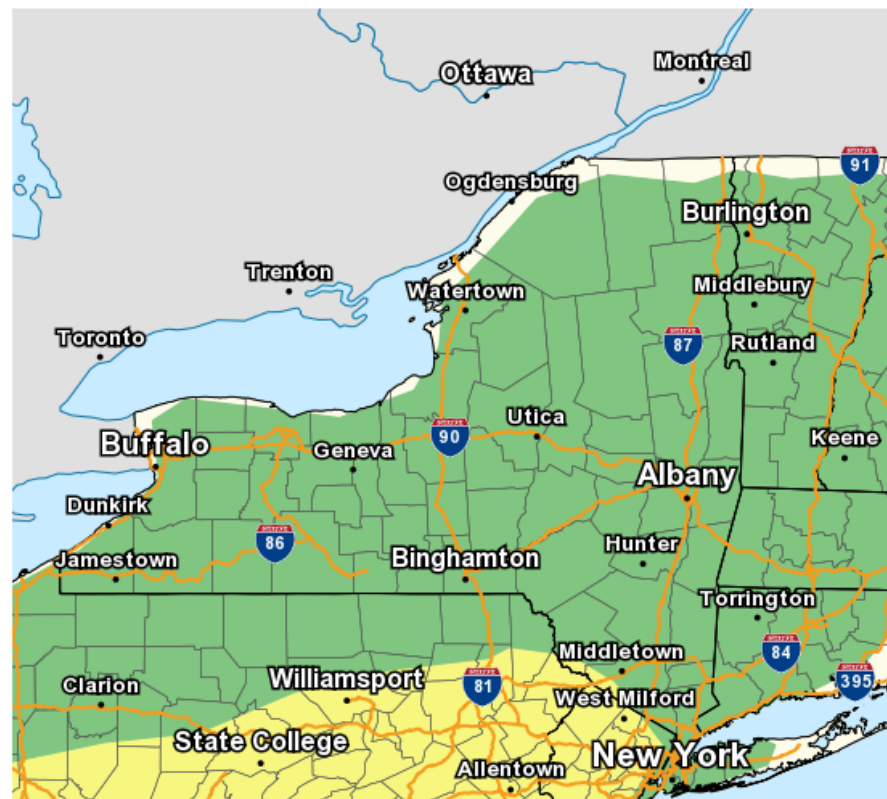 Montreal
Ottawa
91
Ogdensburg
Burlington
Trenton
Watertown
Middlebury
Toronto
87
Rutland
Utica
90
Buffalo
Geneva
Keene
Albany
Dunkirk
86
Hunter
Jamestown
Binghamton
Torrington
Middletown
84
Clarion
Williamsport
81
395
West Milford
State College
New York
Allentown